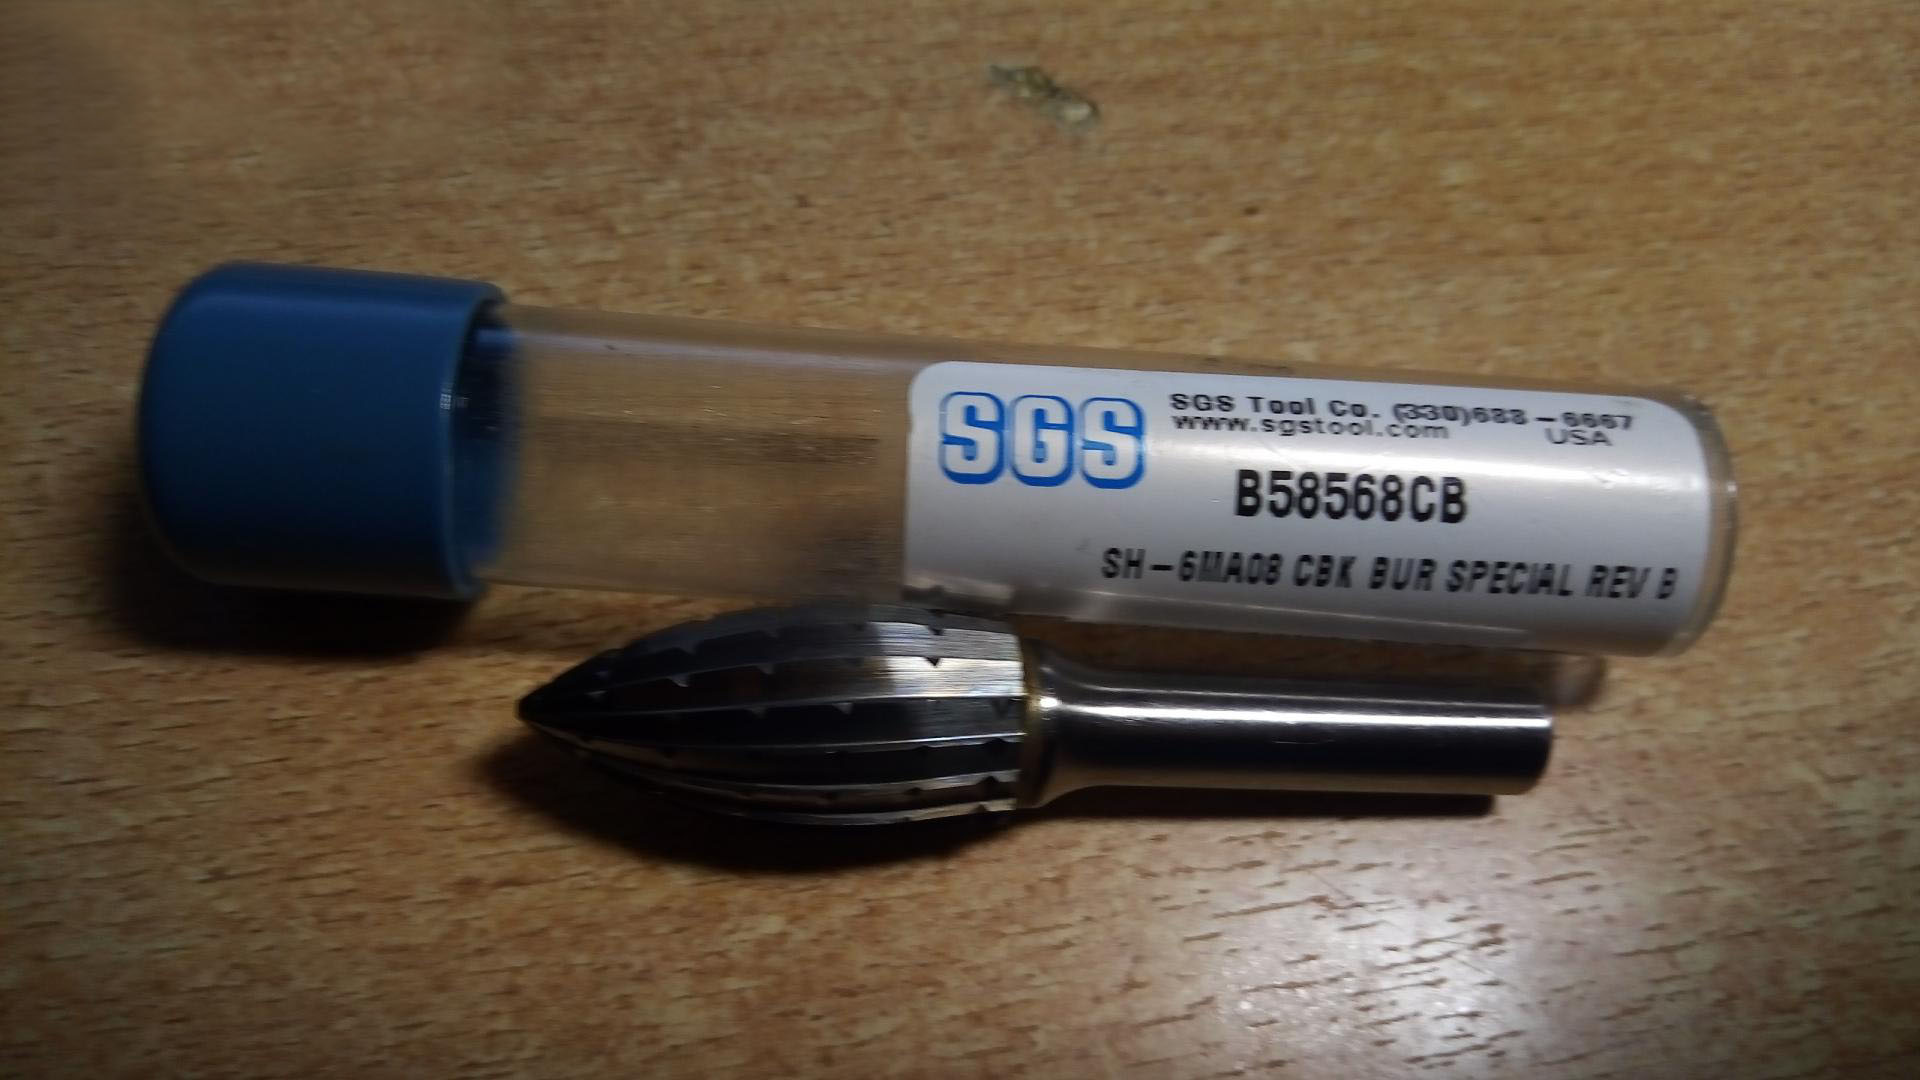 SGS
SGS Tool Co. (330)688-6667
www.sgstool.com USA
B58568CB
SH-6MA08 CBK BUR SPECIAL REV B